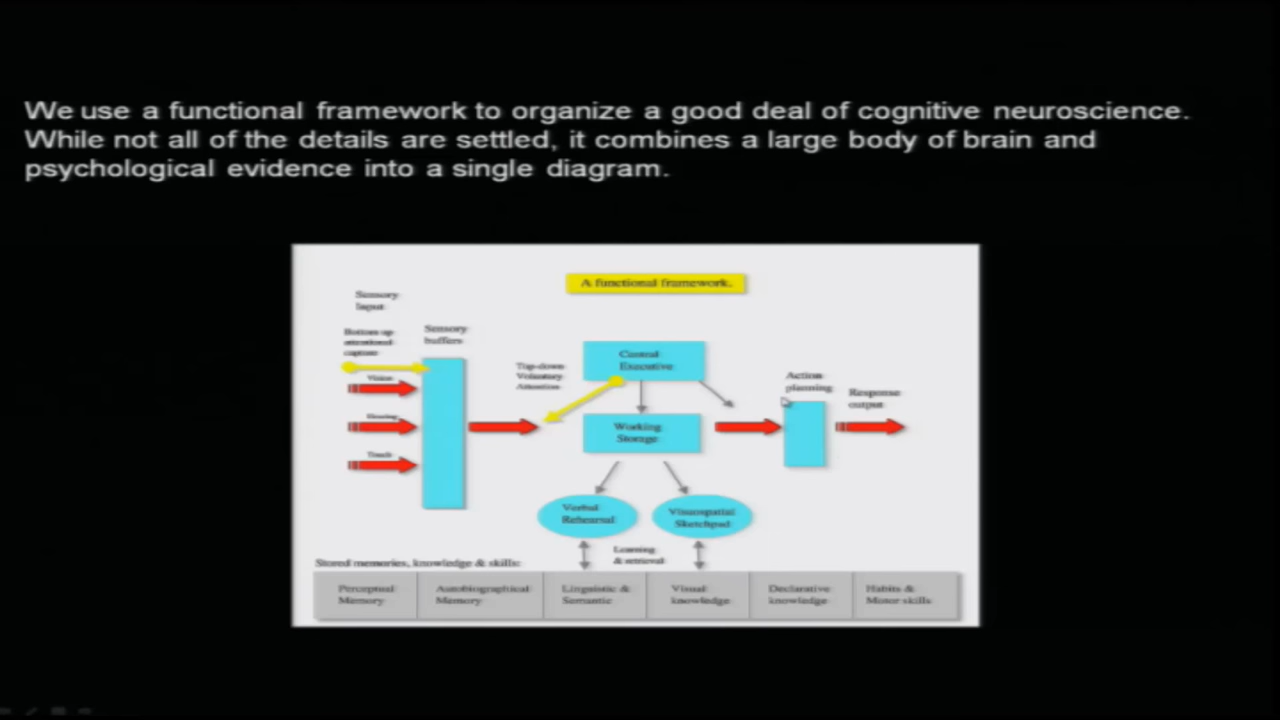 We use a functional framework to organize a good deal of cognitive neuroscience.
While not all of the details are settled, it combines a large body of brain and
psychological evidence into a single diagram.
A functional framework.
Sensory
Input
Bottom up
attentional
capture
Sensory
buffers
Vision
Hearing
Touch
Top-down
Voluntary
Attention
Central
Executive
Working
Storage
Action
planning
Response
output
Verbal
Rehearsal
Visuospatial
Sketchpad
Learning
& retrieval
Stored memories, knowledge & skills:
Perceptual
Memory
Autobiographical
Memory
Linguistic &
Semantic
Visual
knowledge
Declarative
knowledge
Habits &
Motor skills